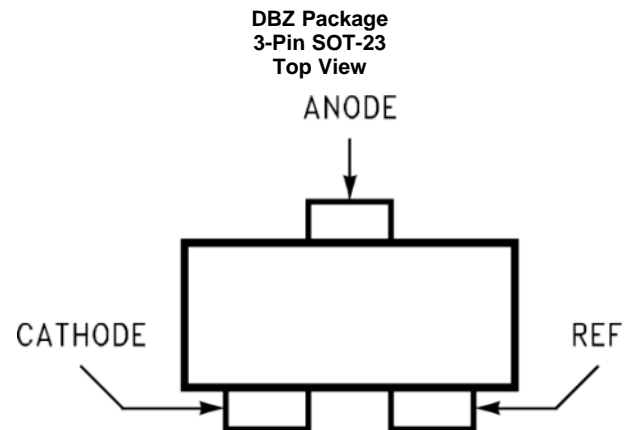 DBZ Package
3-Pin SOT-23
Top View
ANODE
CATHODE
REF